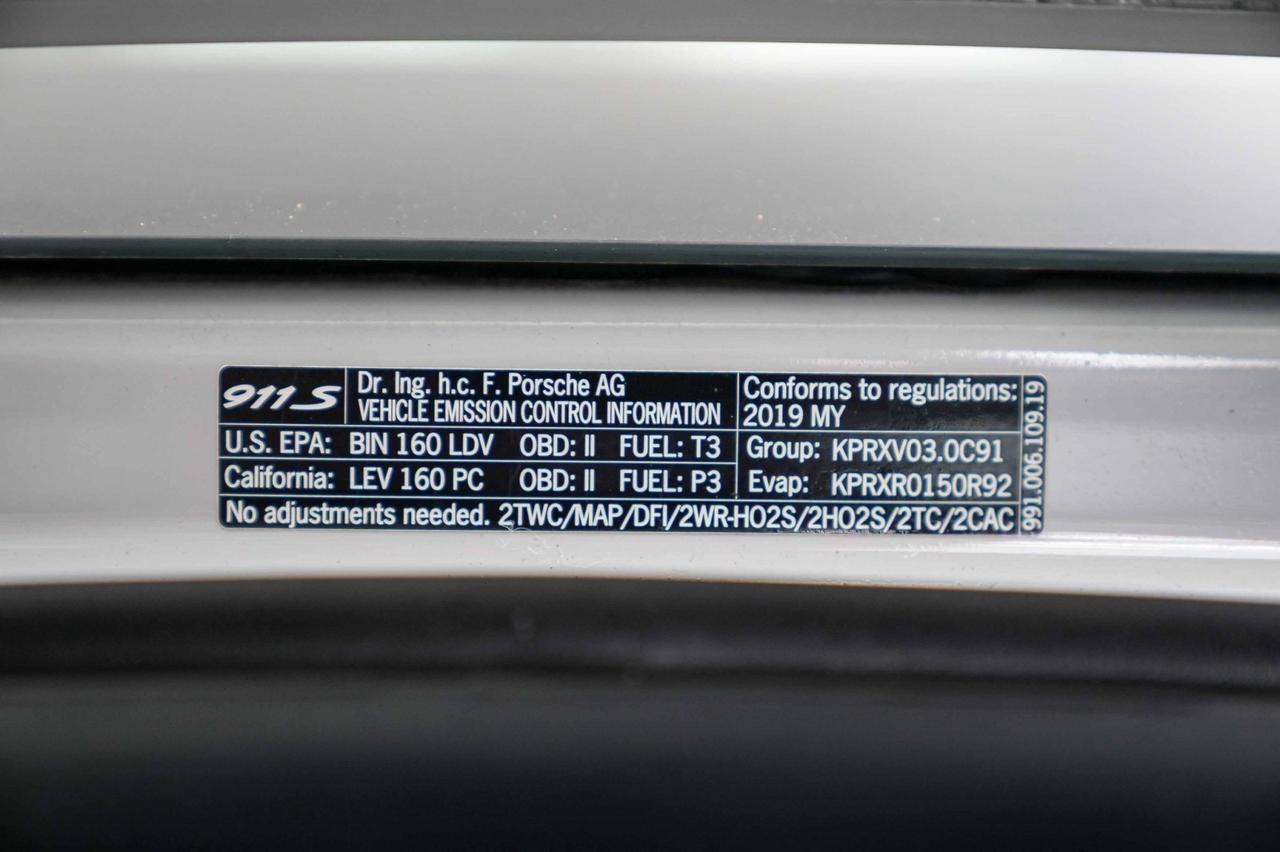 911 S
Dr. Ing. h.c. F. Porsche AG
VEHICLE EMISSION CONTROL INFORMATION
Conforms to regulations:
2019 MY
U.S. EPA: BIN 160 LDV OBD: II FUEL: T3
Group: KPRXV03.0C91
California: LEV 160 PC OBD: II FUEL: P3
Evap: KPRXR0150R92
No adjustments needed. 2TWC/MAP/DFI/2WR-HO2S/2HO2S/2TC/2CAC
991.006.109.19